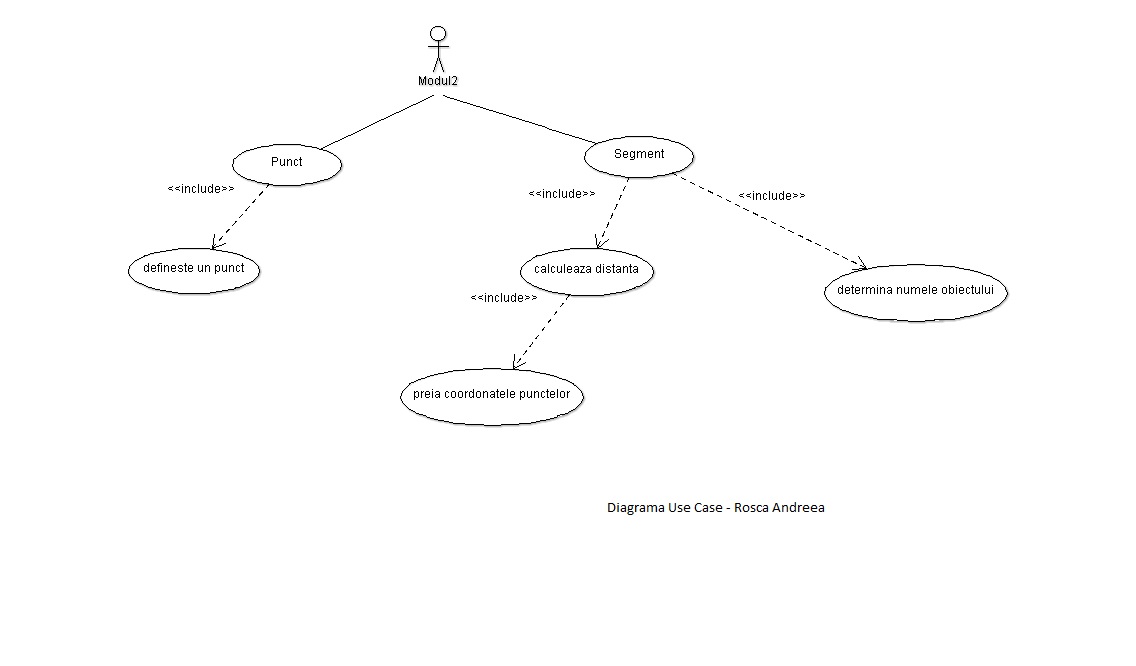 Modul2
Punct
Segment
<<include>>
<<include>>
<<include>>
defineste un punct
calculeaza distanta
determina numele obiectului
<<include>>
preia coordonatele punctelor
Diagrama Use Case - Rosca Andreea